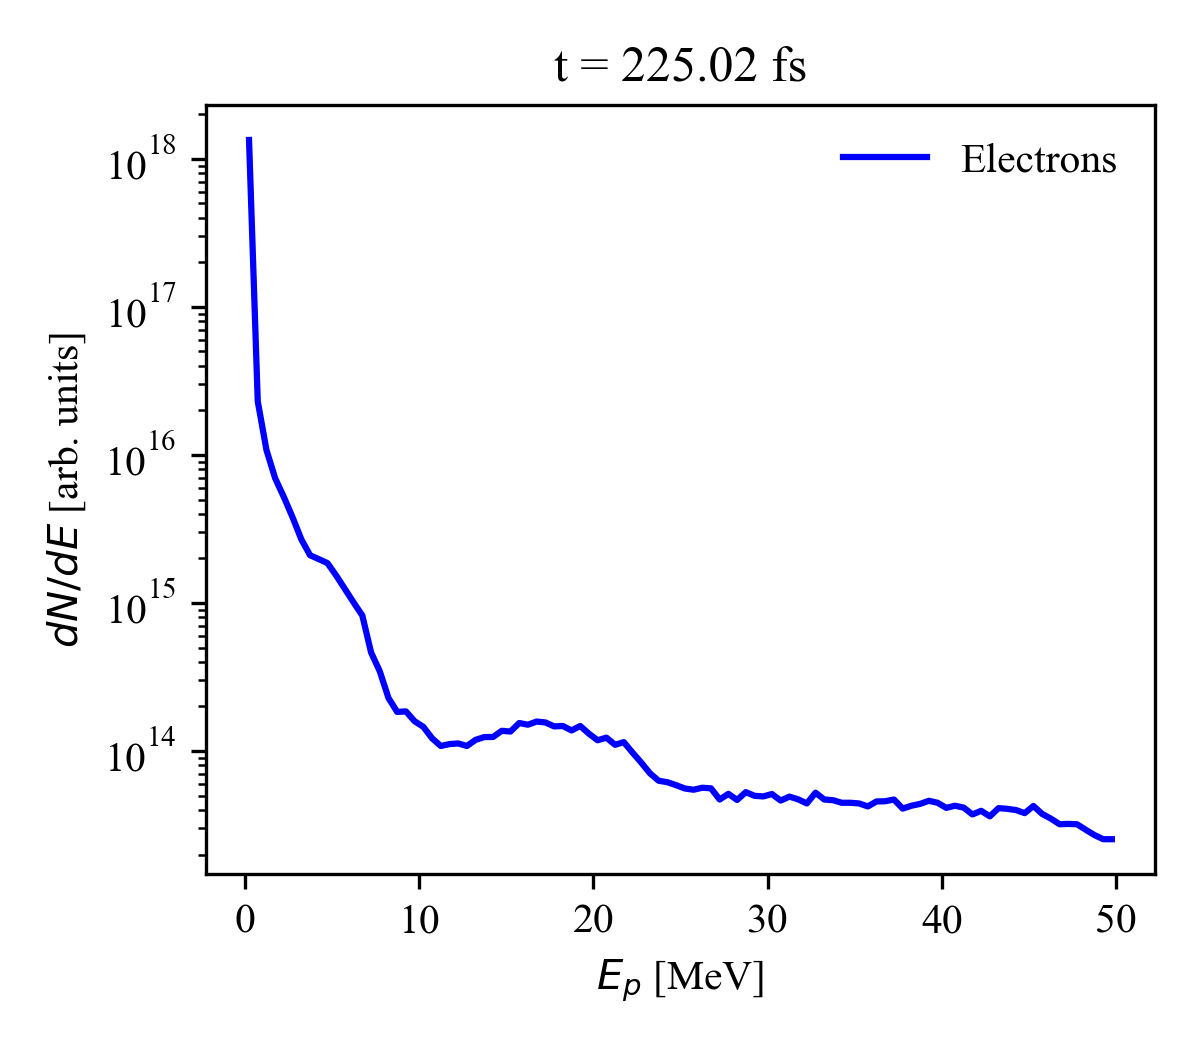 t = 225.02 fs
Electrons
10^18
10^17
10^16
10^15
10^14
dN/dE [arb. units]
0 10 20 30 40 50
E_p [MeV]